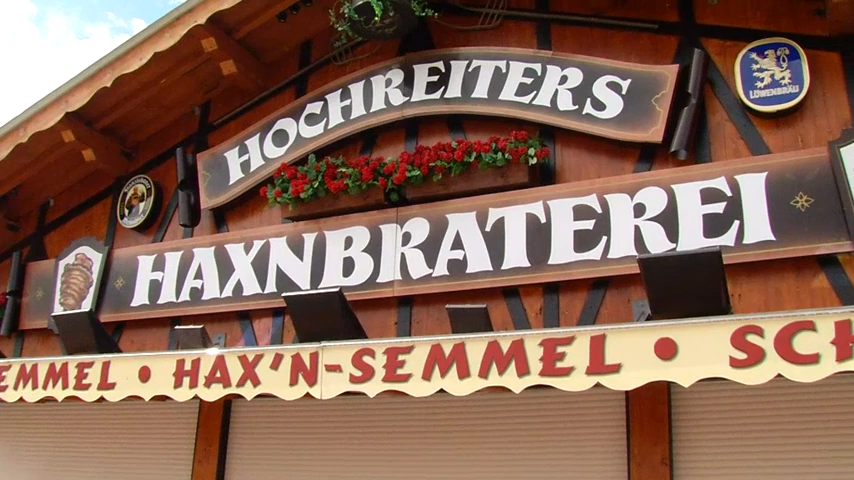 HOCHREITERS
LÖWENBRÄU
HAXNBRATEREI
EMMEL • HAX'N-SEMMEL • SCH